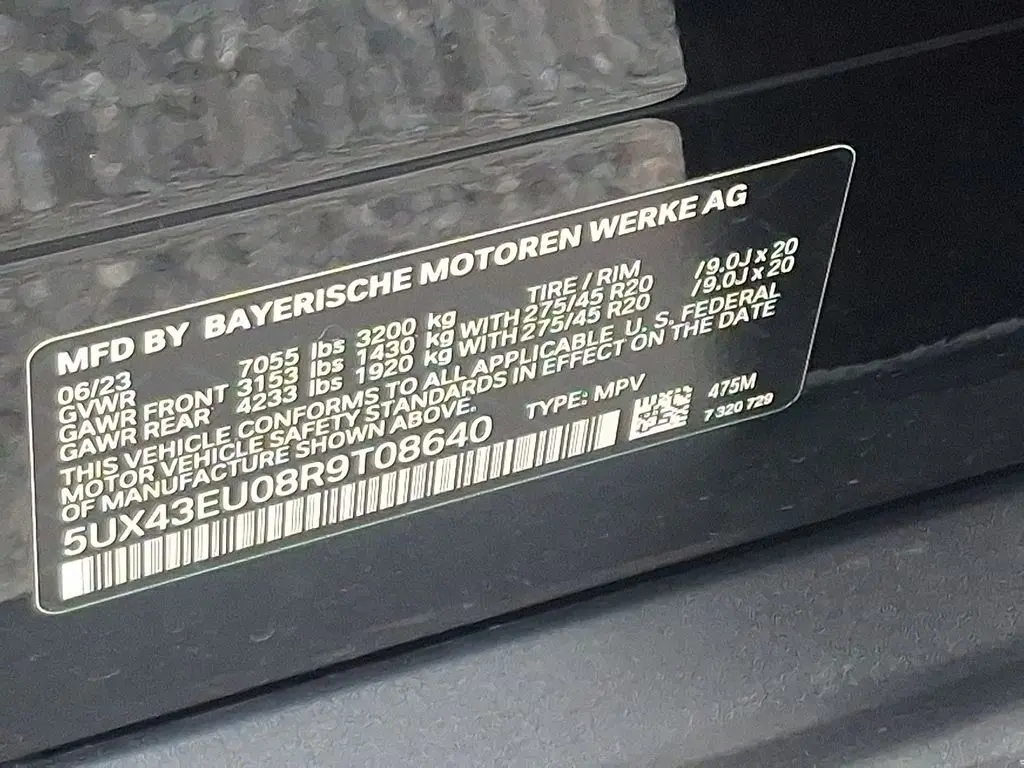 MFD BY BAYERISCHE MOTOREN WERKE AG
06/23 TIRE / RIM
GVWR 7055 lbs 3200 kg
GAWR FRONT 3153 lbs 1430 kg WITH 275/45 R20 /9.0J x 20
GAWR REAR 4233 lbs 1920 kg WITH 275/45 R20 /9.0J x 20
THIS VEHICLE CONFORMS TO ALL APPLICABLE U. S. FEDERAL
MOTOR VEHICLE SAFETY STANDARDS IN EFFECT ON THE DATE
OF MANUFACTURE SHOWN ABOVE.
TYPE: MPV 475M
5UX43EU08R9T08640 7 320 729